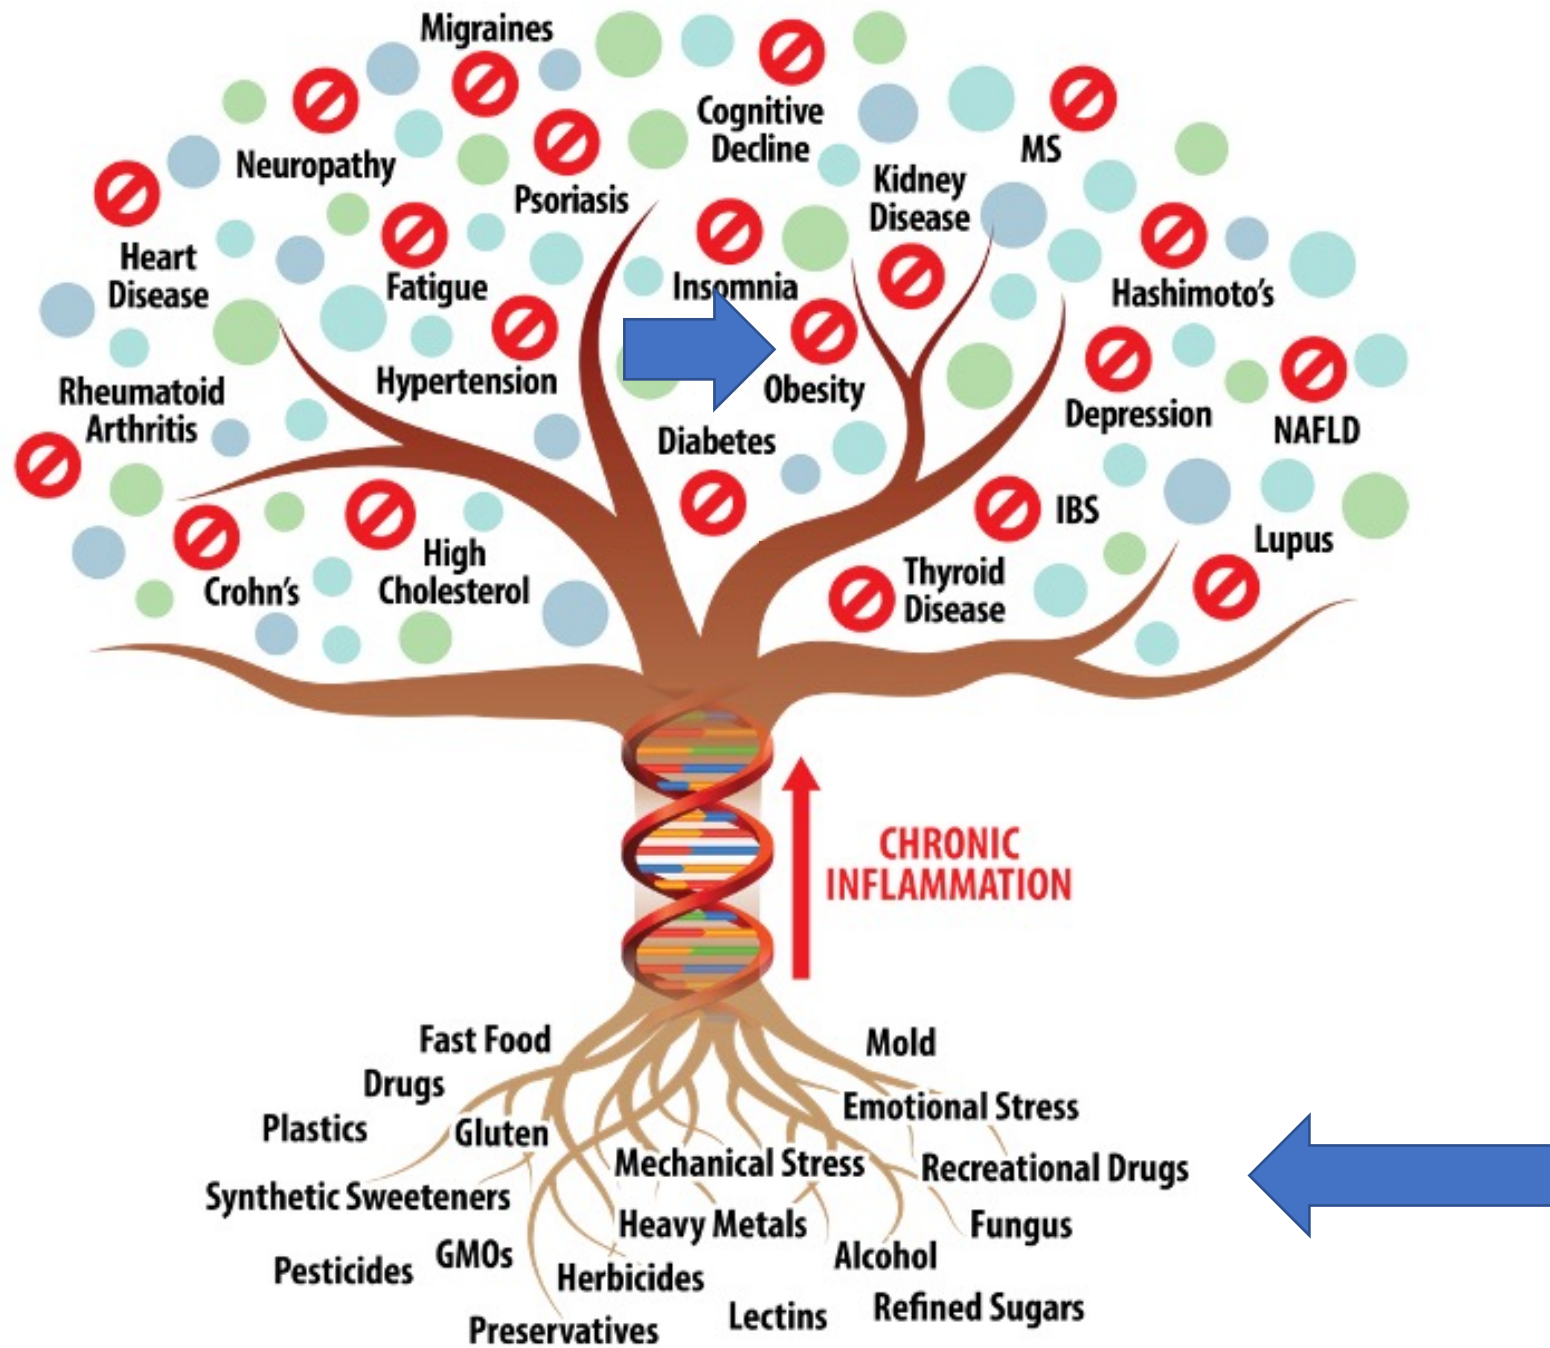 Migraines
Cognitive
Decline
MS
Neuropathy
Psoriasis
Kidney
Disease
Heart
Disease
Fatigue
Insomnia
Hashimoto's
Rheumatoid
Arthritis
Hypertension
Obesity
Depression
NAFLD
Diabetes
IBS
Lupus
Crohn's
High
Cholesterol
Thyroid
Disease
CHRONIC
INFLAMMATION
Fast Food
Mold
Drugs
Emotional Stress
Plastics
Gluten
Mechanical Stress
Recreational Drugs
Synthetic Sweeteners
Heavy Metals
Fungus
Pesticides
GMOs
Herbicides
Alcohol
Preservatives
Lectins
Refined Sugars